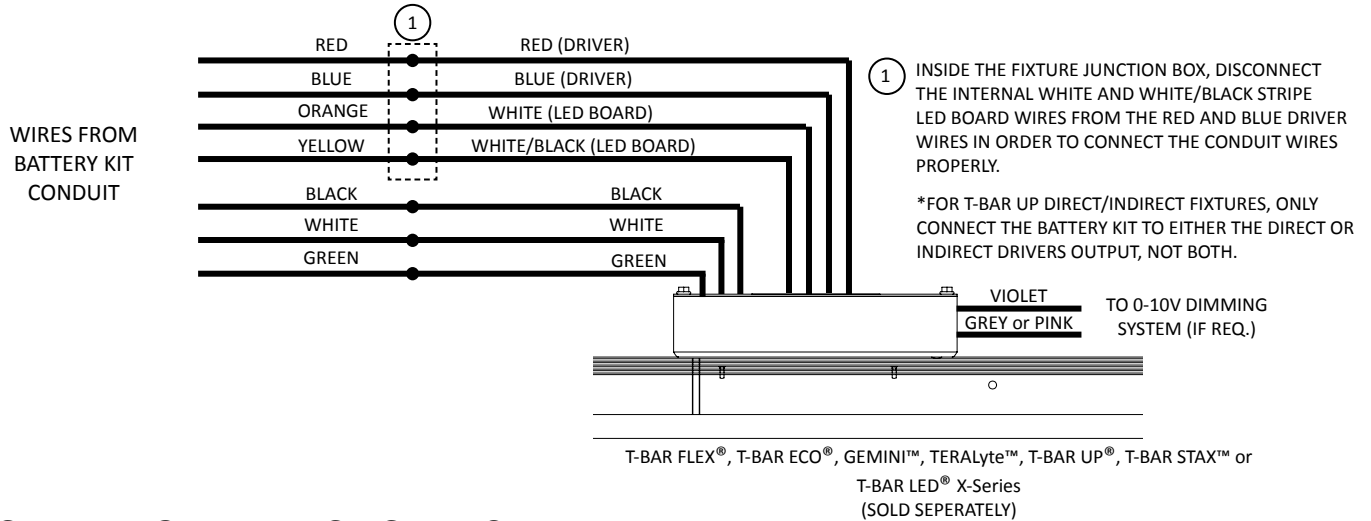 1
RED
RED (DRIVER)
BLUE
BLUE (DRIVER)
ORANGE
WHITE (LED BOARD)
YELLOW
WHITE/BLACK (LED BOARD)
BLACK
BLACK
WHITE
WHITE
GREEN
GREEN
WIRES FROM
BATTERY KIT
CONDUIT
1
INSIDE THE FIXTURE JUNCTION BOX, DISCONNECT
THE INTERNAL WHITE AND WHITE/BLACK STRIPE
LED BOARD WIRES FROM THE RED AND BLUE DRIVER
WIRES IN ORDER TO CONNECT THE CONDUIT WIRES
PROPERLY.
*FOR T-BAR UP DIRECT/INDIRECT FIXTURES, ONLY
CONNECT THE BATTERY KIT TO EITHER THE DIRECT OR
INDIRECT DRIVERS OUTPUT, NOT BOTH.
VIOLET
GREY or PINK
TO 0-10V DIMMING
SYSTEM (IF REQ.)
T-BAR FLEX®, T-BAR ECO®, GEMINI™, TERALyte™, T-BAR UP®, T-BAR STAX™ or
T-BAR LED® X-Series
(SOLD SEPERATELY)